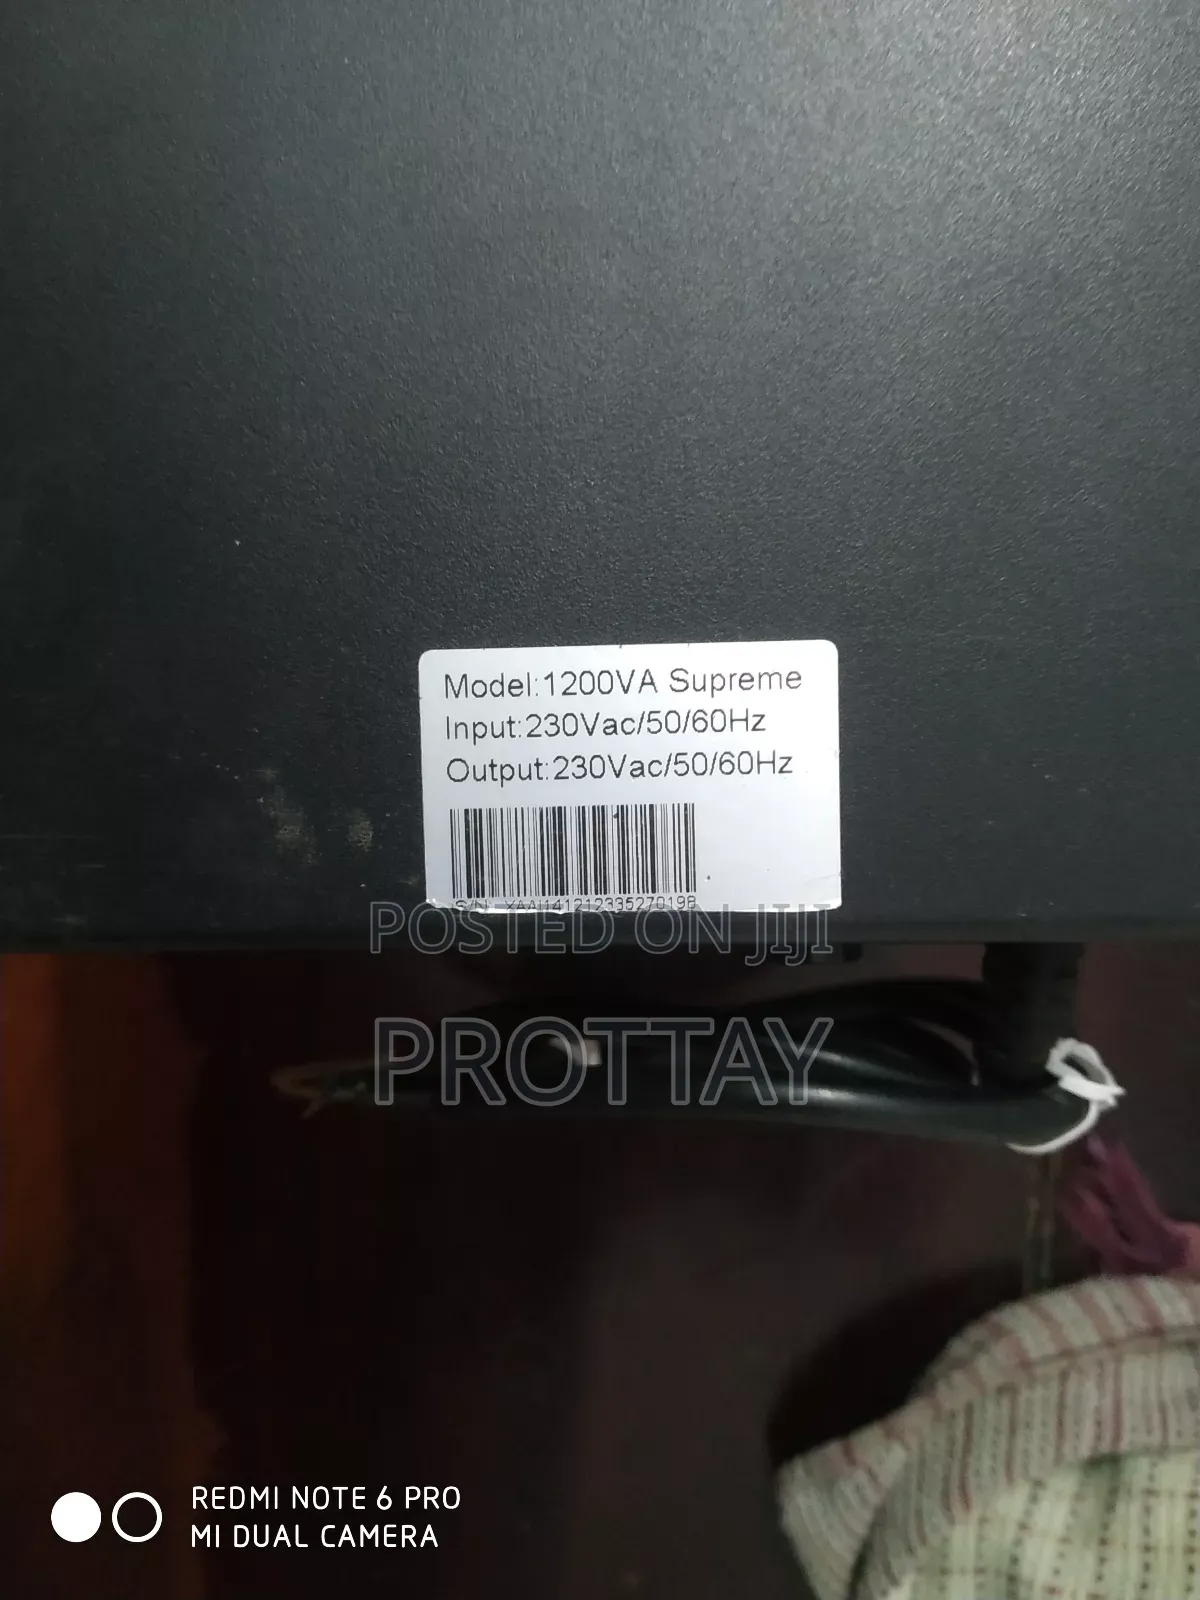 Model:1200VA Supreme
Input:230Vac/50/60Hz
Output:230Vac/50/60Hz
S/N
POSTED ON JIJI
PROTTAY
REDMI NOTE 6 PRO
MI DUAL CAMERA